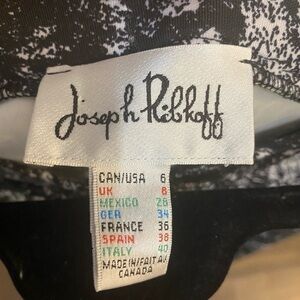 Joseph Ribkoff
CAN/USA 6
UK 8
MEXICO 28
GER 34
FRANCE 36
SPAIN 38
ITALY 40
MADE IN/FAIT AU
CANADA